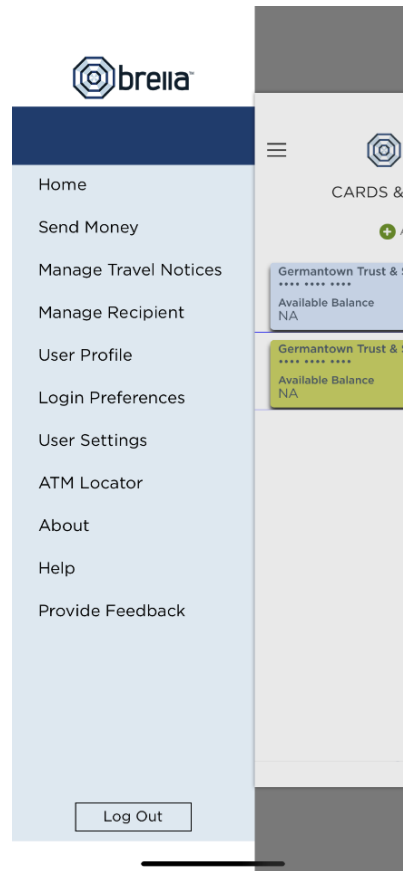 brella™
Home
Send Money
Manage Travel Notices
Manage Recipient
User Profile
Login Preferences
User Settings
ATM Locator
About
Help
Provide Feedback
Log Out
CARDS &
Germantown Trust &
•••• •••• ••••
Available Balance
NA
Germantown Trust &
•••• •••• ••••
Available Balance
NA